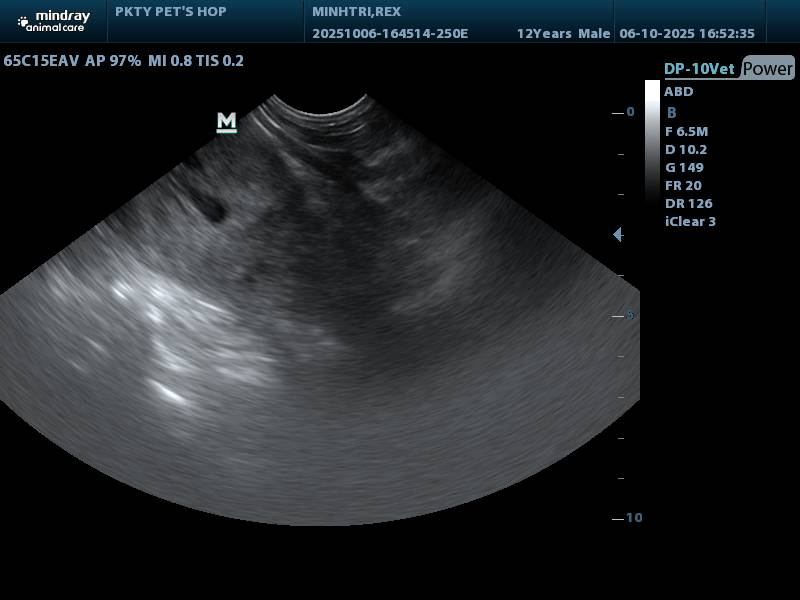 mindray
animal care
PKTY PET'S HOP
MINHTRI,REX
20251006-164514-250E
12Years Male
06-10-2025 16:52:35
65C15EAV AP 97% MI 0.8 TIS 0.2
DP-10Vet
Power
M
ABD
B
F 6.5M
D 10.2
G 149
FR 20
DR 126
iClear 3
0
5
10